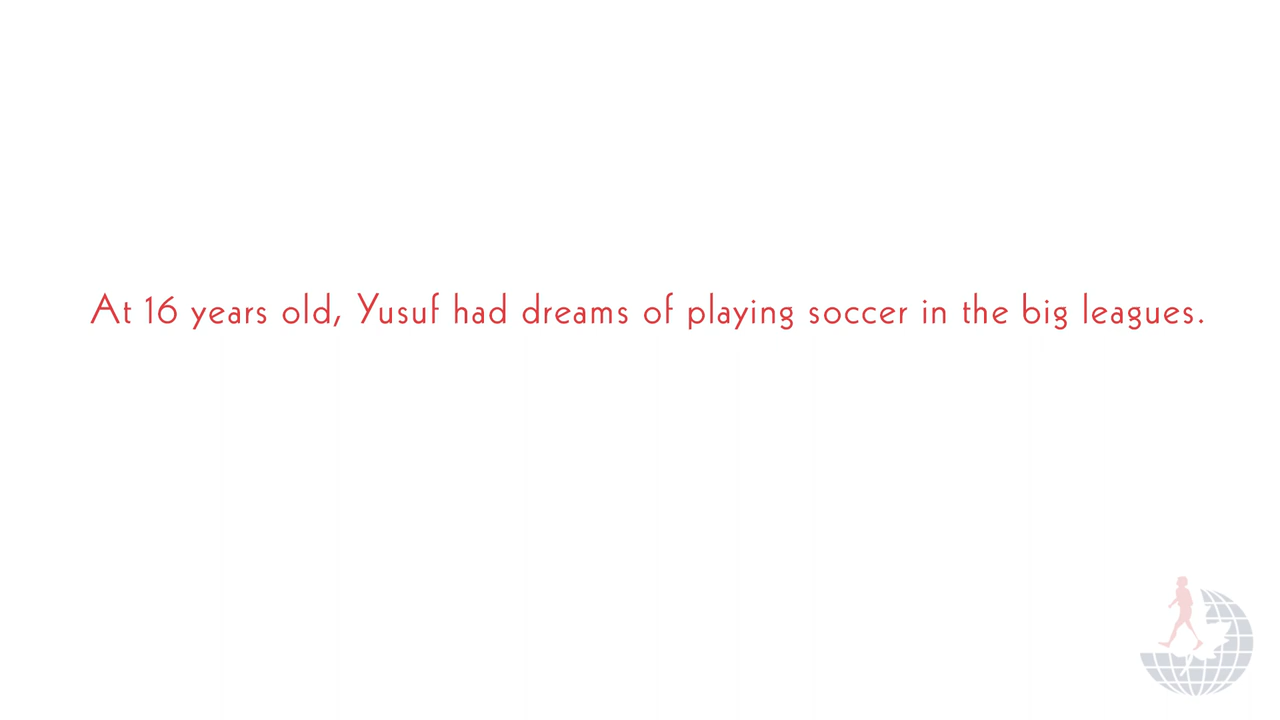 At 16 years old, Yusuf had dreams of playing soccer in the big leagues.